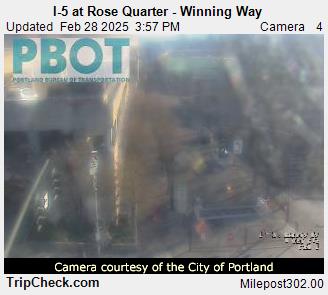 I-5 at Rose Quarter - Winning Way
Updated Feb 28 2025 3:57 PM Camera 4
PBOT
PORTLAND BUREAU OF TRANSPORTATION
Camera courtesy of the City of Portland
TripCheck.com Milepost302.00